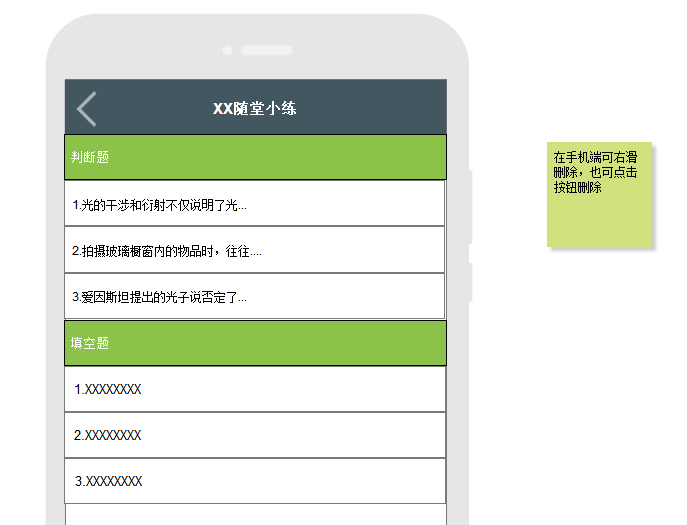 XX随堂小练
判断题
1.光的干涉和衍射不仅说明了光...
2.拍摄玻璃橱窗内的物品时，往往....
3.爱因斯坦提出的光子说否定了...
填空题
1.XXXXXXXX
2.XXXXXXXX
3.XXXXXXXX
在手机端可右滑
删除，也可点击
按钮删除